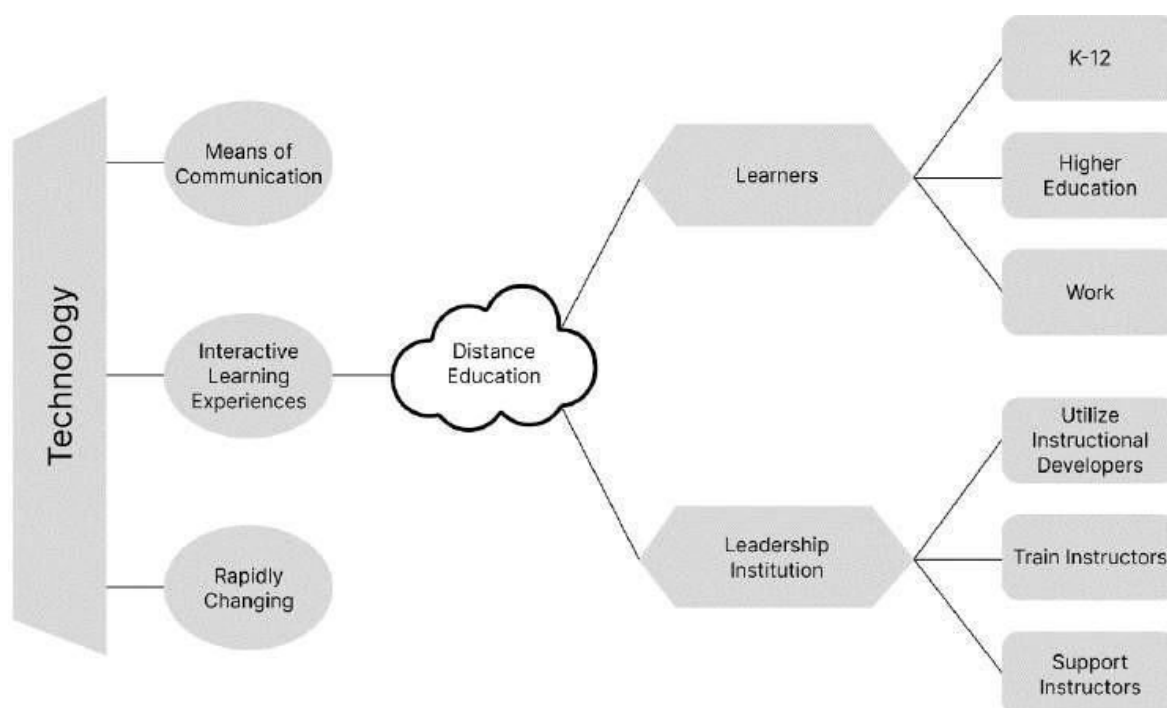 Technology
Means of
Communication
Interactive
Learning
Experiences
Rapidly
Changing
Distance
Education
Learners
K-12
Higher
Education
Work
Leadership
Institution
Utilize
Instructional
Developers
Train Instructors
Support
Instructors